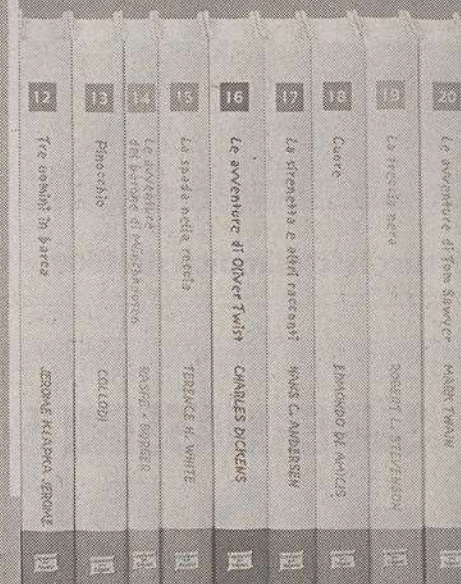 12
Tre uomini in barca
JEROME KLAPKA JEROME
13
Pinocchio
COLLODI
14
Le avventure
del barone di Münchausen
RASPE & BÜRGER
15
La spada nella roccia
TERENCE H. WHITE
16
Le avventure di Oliver Twist
CHARLES DICKENS
17
La sirenetta e altri racconti
HANS C. ANDERSEN
18
Cuore
EDMONDO DE AMICIS
19
La freccia nera
ROBERT L. STEVENSON
20
Le avventure di Tom Sawyer
MARK TWAIN